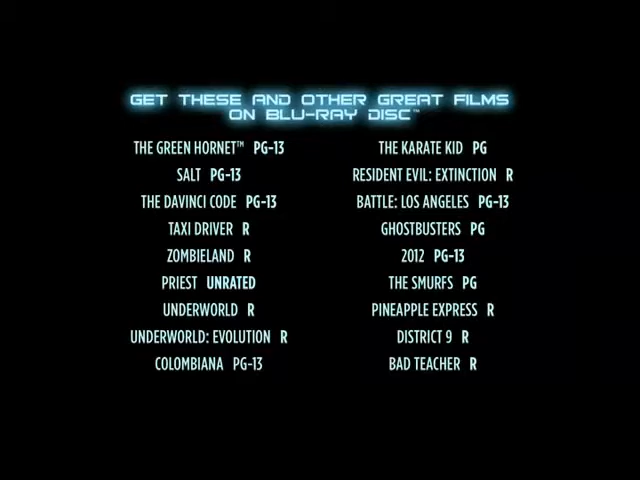 GET THESE AND OTHER GREAT FILMS
ON BLU-RAY DISC™
THE GREEN HORNET™ PG-13
SALT PG-13
THE DAVINCI CODE PG-13
TAXI DRIVER R
ZOMBIELAND R
PRIEST UNRATED
UNDERWORLD R
UNDERWORLD: EVOLUTION R
COLOMBIANA PG-13
THE KARATE KID PG
RESIDENT EVIL: EXTINCTION R
BATTLE: LOS ANGELES PG-13
GHOSTBUSTERS PG
2012 PG-13
THE SMURFS PG
PINEAPPLE EXPRESS R
DISTRICT 9 R
BAD TEACHER R